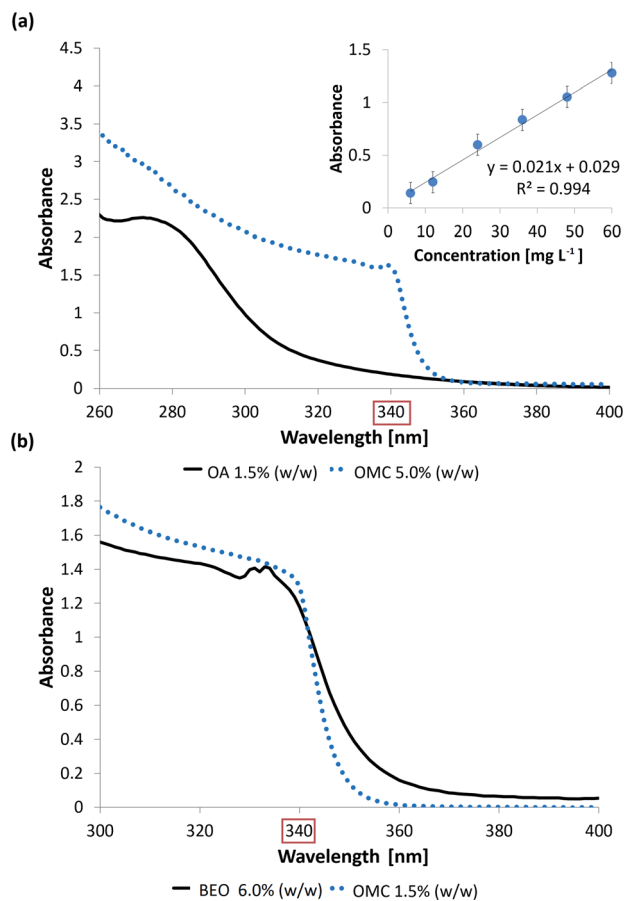 (a)
Absorbance
4.5
4
3.5
3
2.5
2
1.5
1
0.5
0
260 280 300 320 340 360 380 400
Wavelength [nm]
Absorbance
1.5
1
0.5
0
y = 0.021x + 0.029
R² = 0.994
0 10 20 30 40 50 60
Concentration [mg L⁻¹ ]
OA 1.5% (w/w) OMC 5.0% (w/w)
(b)
Absorbance
2
1.8
1.6
1.4
1.2
1
0.8
0.6
0.4
0.2
0
300 320 340 360 380 400
Wavelength [nm]
BEO 6.0% (w/w) OMC 1.5% (w/w)